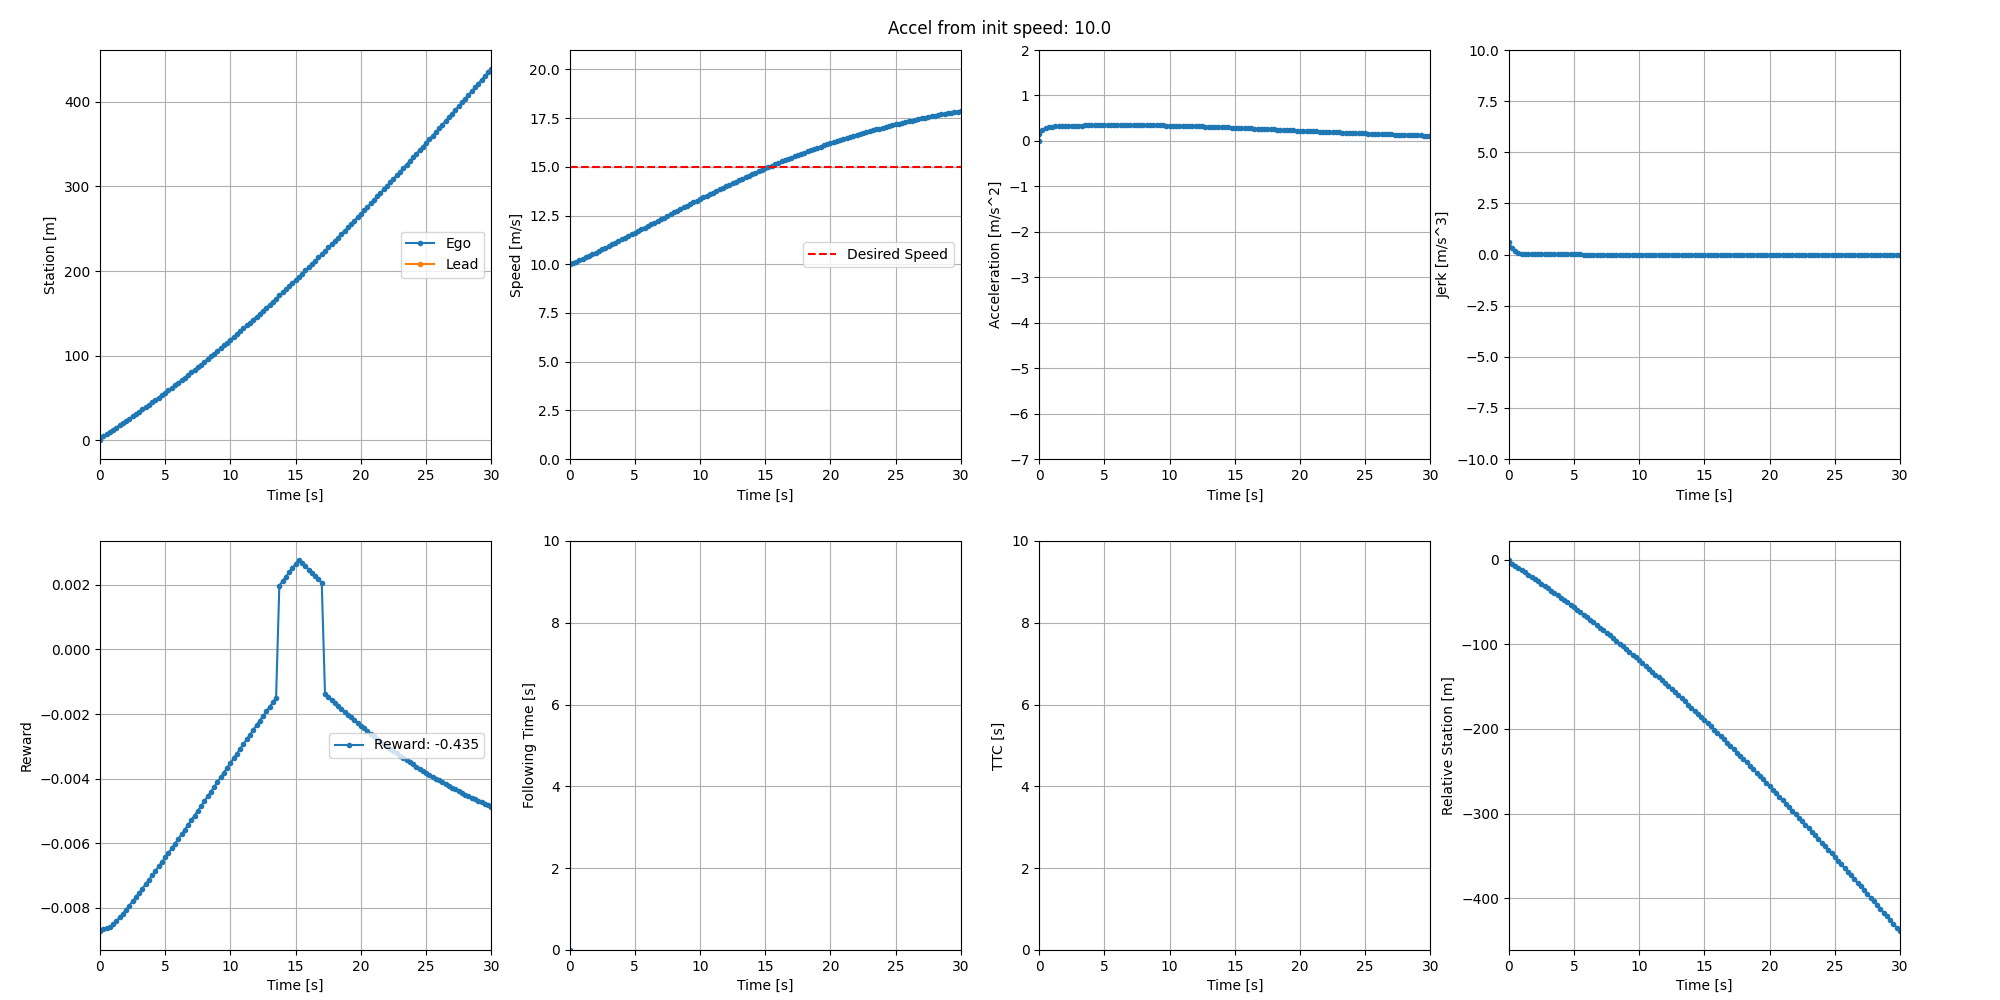 Accel from init speed: 10.0
Station [m]
400
300
200
100
0
0 5 10 15 20 25 30
Time [s]
Ego
Lead
Speed [m/s]
20.0
17.5
15.0
12.5
10.0
7.5
5.0
2.5
0.0
0 5 10 15 20 25 30
Time [s]
Desired Speed
Acceleration [m/s^2]
2
1
0
−1
−2
−3
−4
−5
−6
−7
0 5 10 15 20 25 30
Time [s]
Jerk [m/s^3]
10.0
7.5
5.0
2.5
0.0
−2.5
−5.0
−7.5
−10.0
0 5 10 15 20 25 30
Time [s]
Reward
0.002
0.000
−0.002
−0.004
−0.006
−0.008
0 5 10 15 20 25 30
Time [s]
Reward: -0.435
Following Time [s]
10
8
6
4
2
0
0 5 10 15 20 25 30
Time [s]
TTC [s]
10
8
6
4
2
0
0 5 10 15 20 25 30
Time [s]
Relative Station [m]
0
−100
−200
−300
−400
0 5 10 15 20 25 30
Time [s]